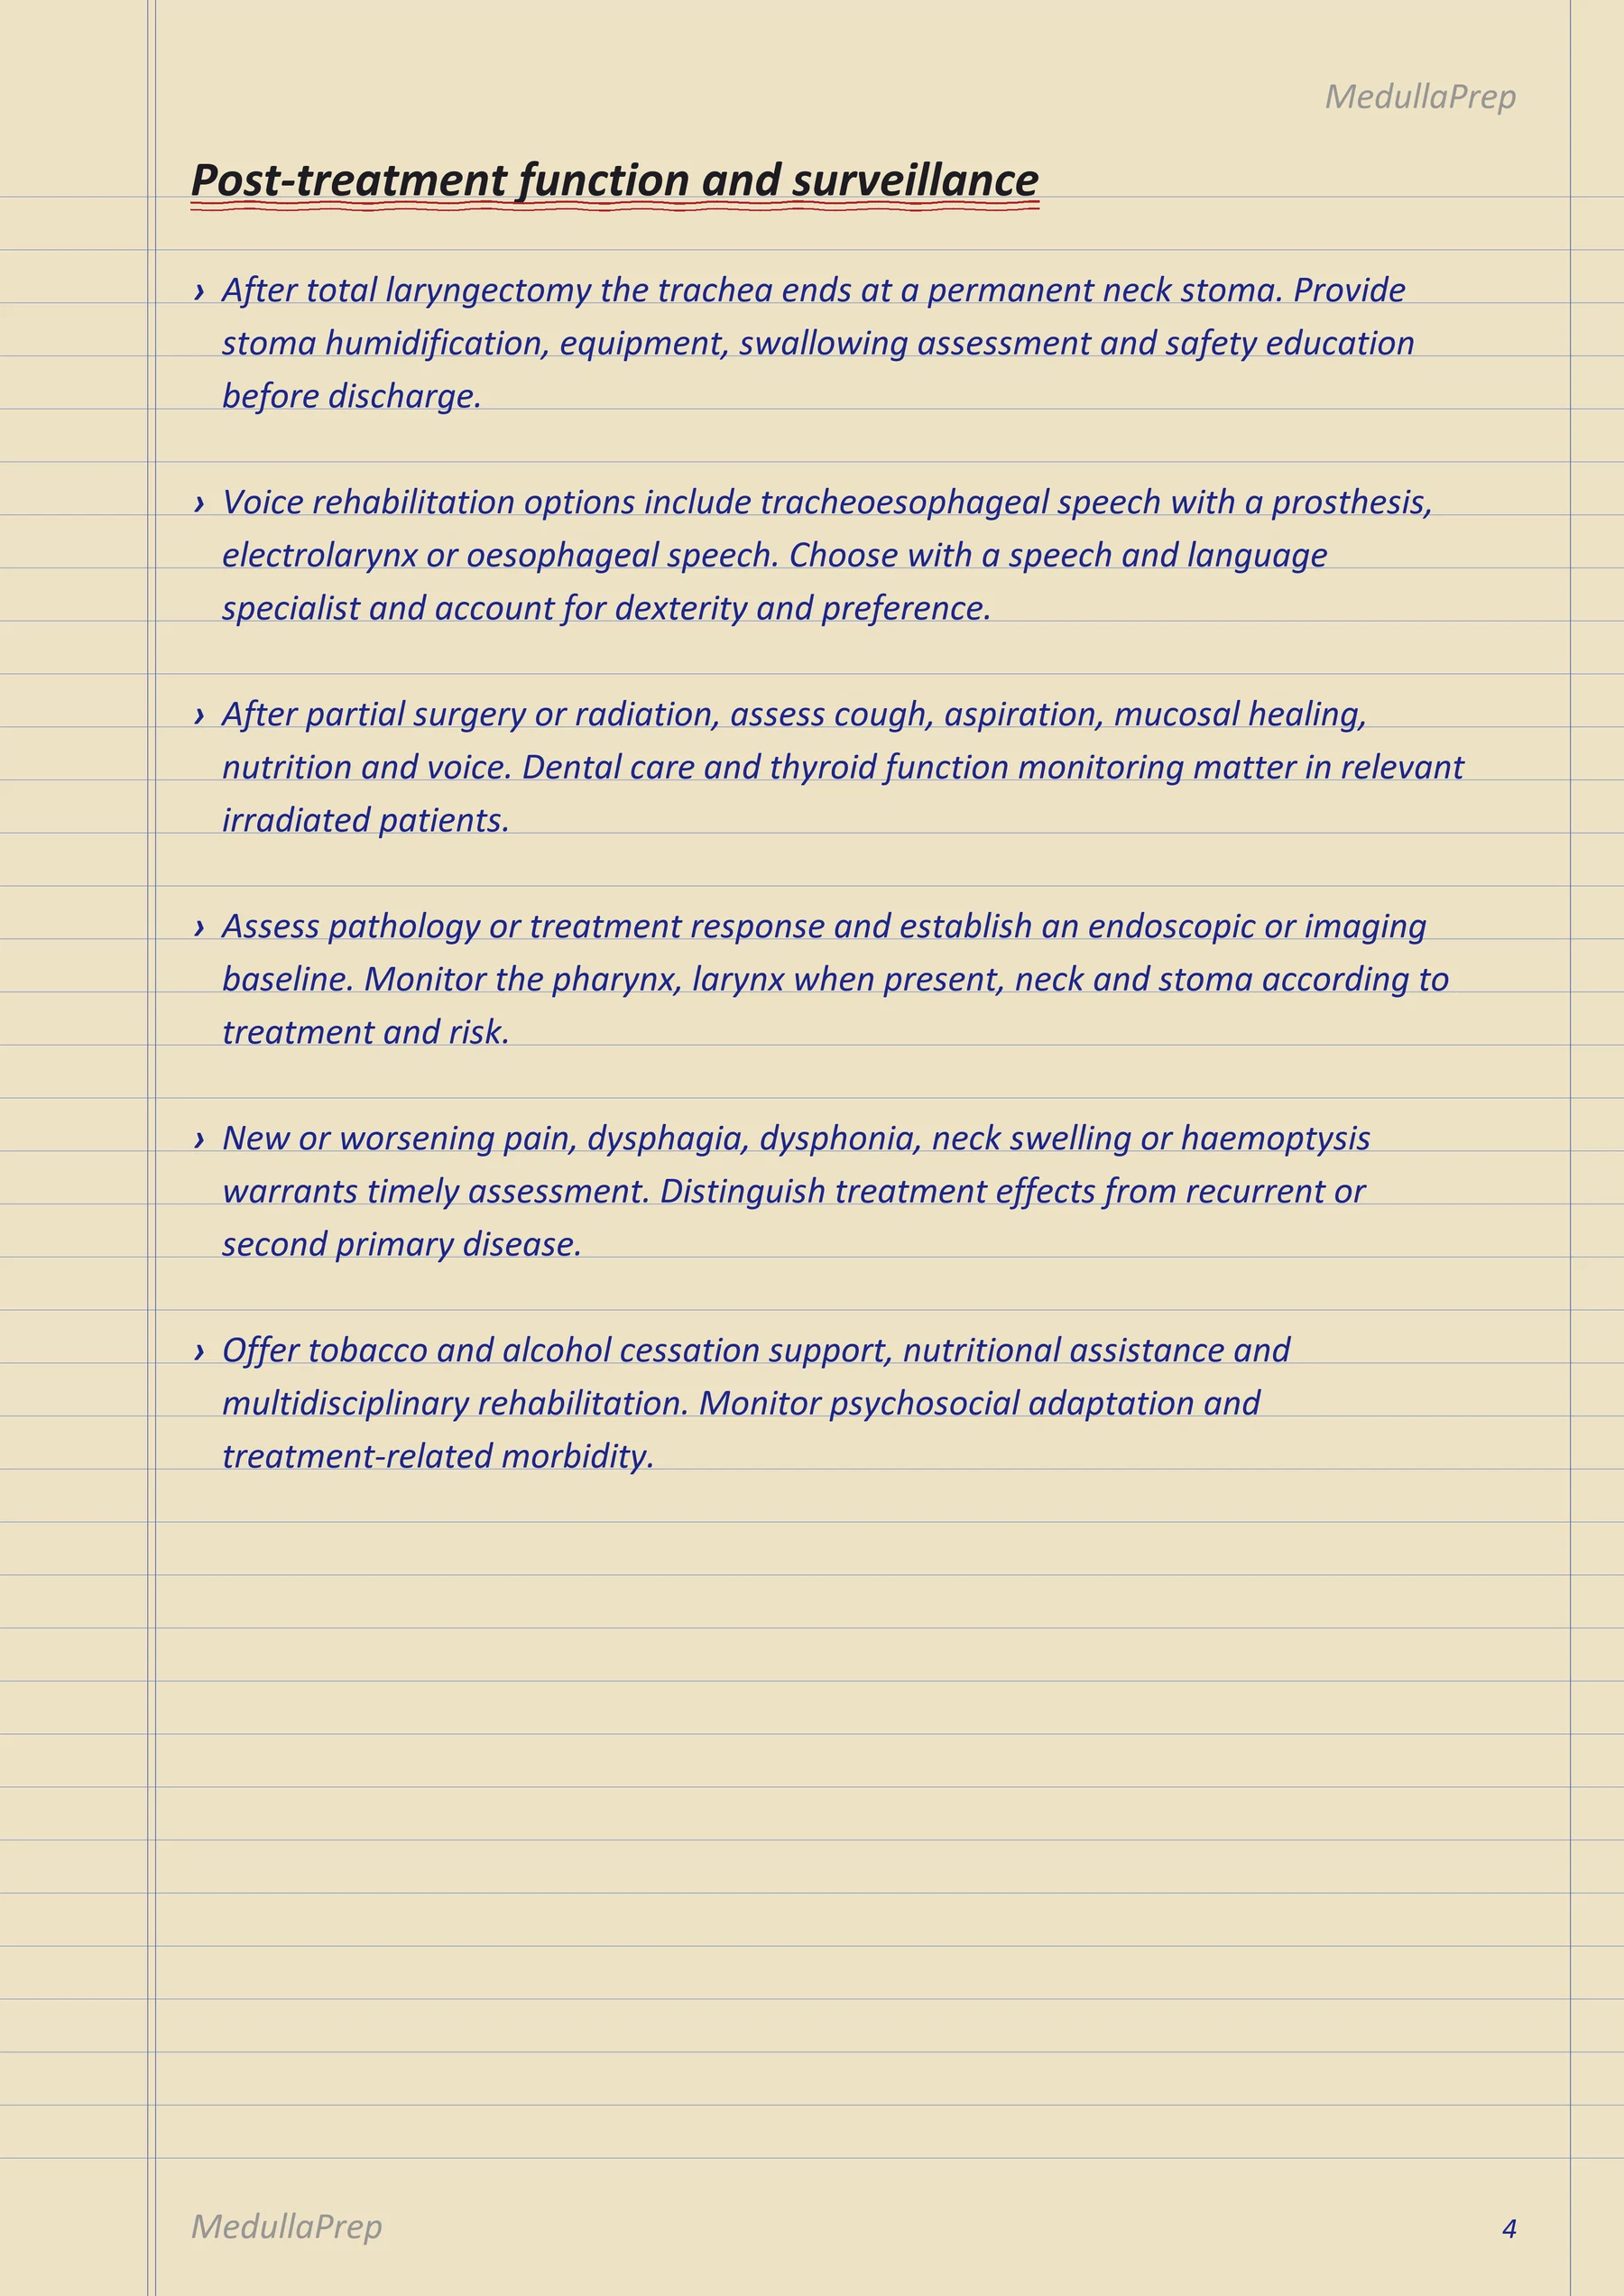 MedullaPrep
Post-treatment function and surveillance
› After total laryngectomy the trachea ends at a permanent neck stoma. Provide
stoma humidification, equipment, swallowing assessment and safety education
before discharge.
› Voice rehabilitation options include tracheoesophageal speech with a prosthesis,
electrolarynx or oesophageal speech. Choose with a speech and language
specialist and account for dexterity and preference.
› After partial surgery or radiation, assess cough, aspiration, mucosal healing,
nutrition and voice. Dental care and thyroid function monitoring matter in relevant
irradiated patients.
› Assess pathology or treatment response and establish an endoscopic or imaging
baseline. Monitor the pharynx, larynx when present, neck and stoma according to
treatment and risk.
› New or worsening pain, dysphagia, dysphonia, neck swelling or haemoptysis
warrants timely assessment. Distinguish treatment effects from recurrent or
second primary disease.
› Offer tobacco and alcohol cessation support, nutritional assistance and
multidisciplinary rehabilitation. Monitor psychosocial adaptation and
treatment-related morbidity.
MedullaPrep
4